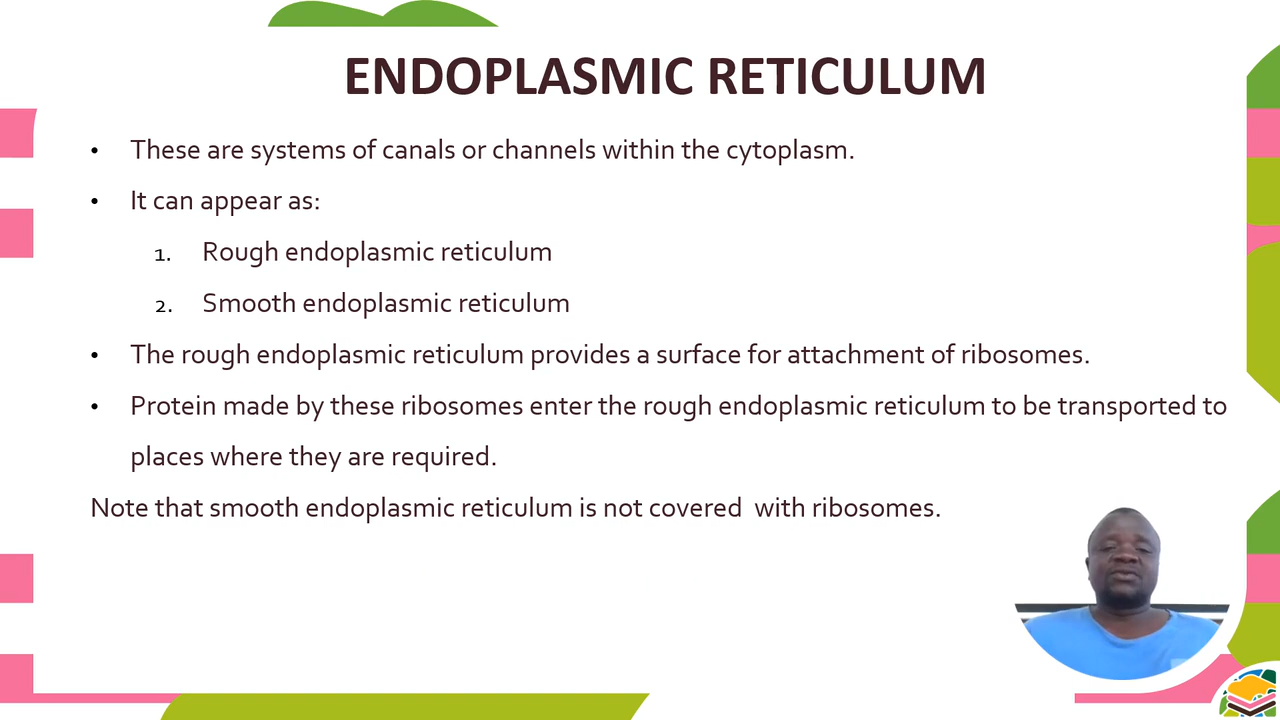 ENDOPLASMIC RETICULUM
• These are systems of canals or channels within the cytoplasm.
• It can appear as:
1. Rough endoplasmic reticulum
2. Smooth endoplasmic reticulum
• The rough endoplasmic reticulum provides a surface for attachment of ribosomes.
• Protein made by these ribosomes enter the rough endoplasmic reticulum to be transported to
places where they are required.
Note that smooth endoplasmic reticulum is not covered  with ribosomes.